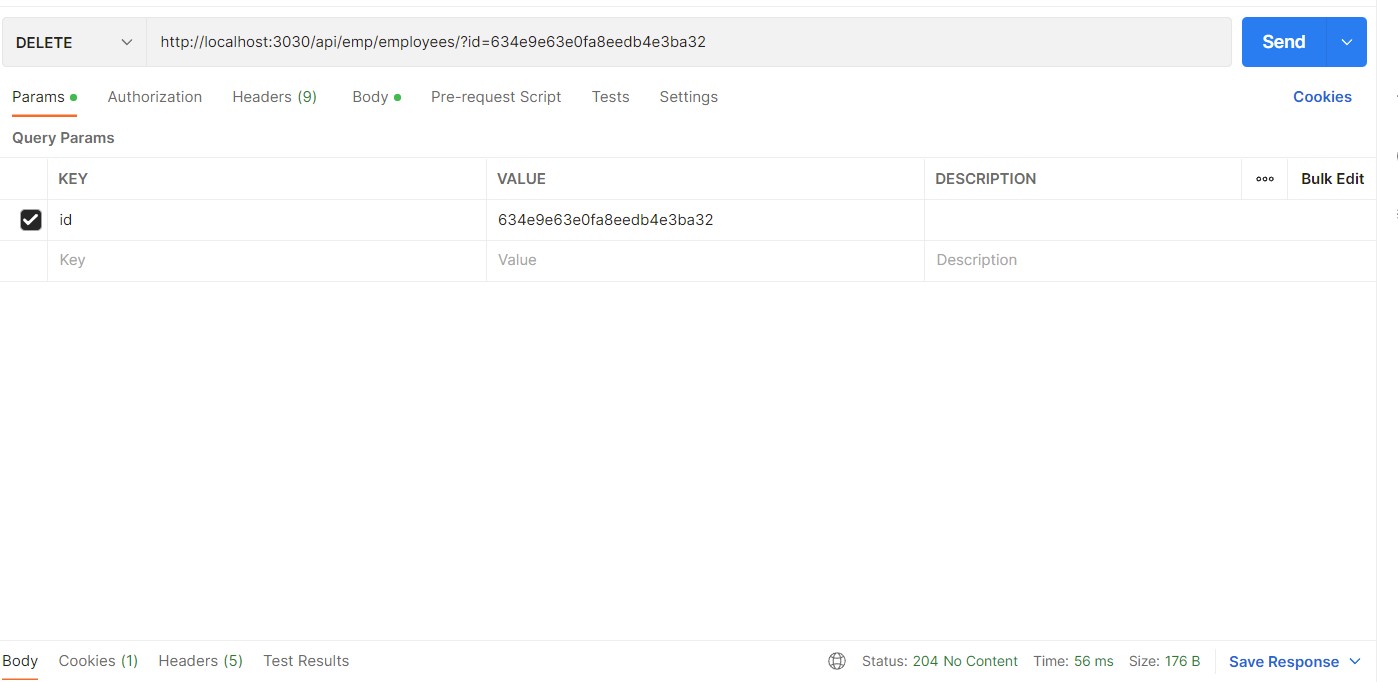 DELETE http://localhost:3030/api/emp/employees/?id=634e9e63e0fa8eedb4e3ba32 Send
Params Authorization Headers (9) Body Pre-request Script Tests Settings Cookies
Query Params
KEY VALUE DESCRIPTION ooo Bulk Edit
id 634e9e63e0fa8eedb4e3ba32
Key Value Description
Body Cookies (1) Headers (5) Test Results Status: 204 No Content Time: 56 ms Size: 176 B Save Response